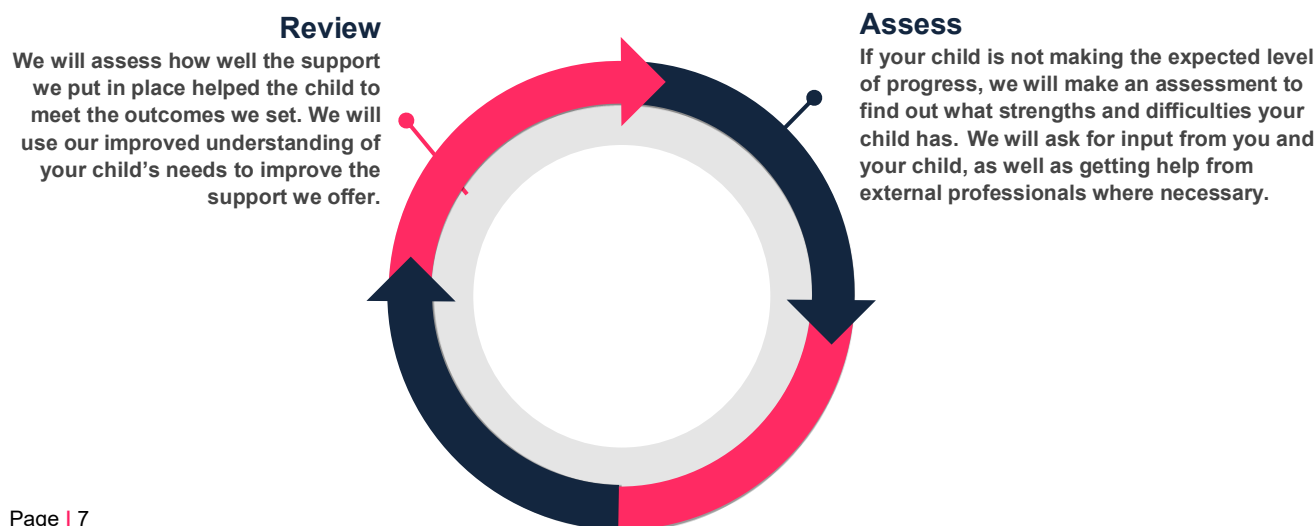 Review
We will assess how well the support
we put in place helped the child to
meet the outcomes we set. We will
use our improved understanding of
your child’s needs to improve the
support we offer.
Assess
If your child is not making the expected level
of progress, we will make an assessment to
find out what strengths and difficulties your
child has. We will ask for input from you and
your child, as well as getting help from
external professionals where necessary.
Page | 7